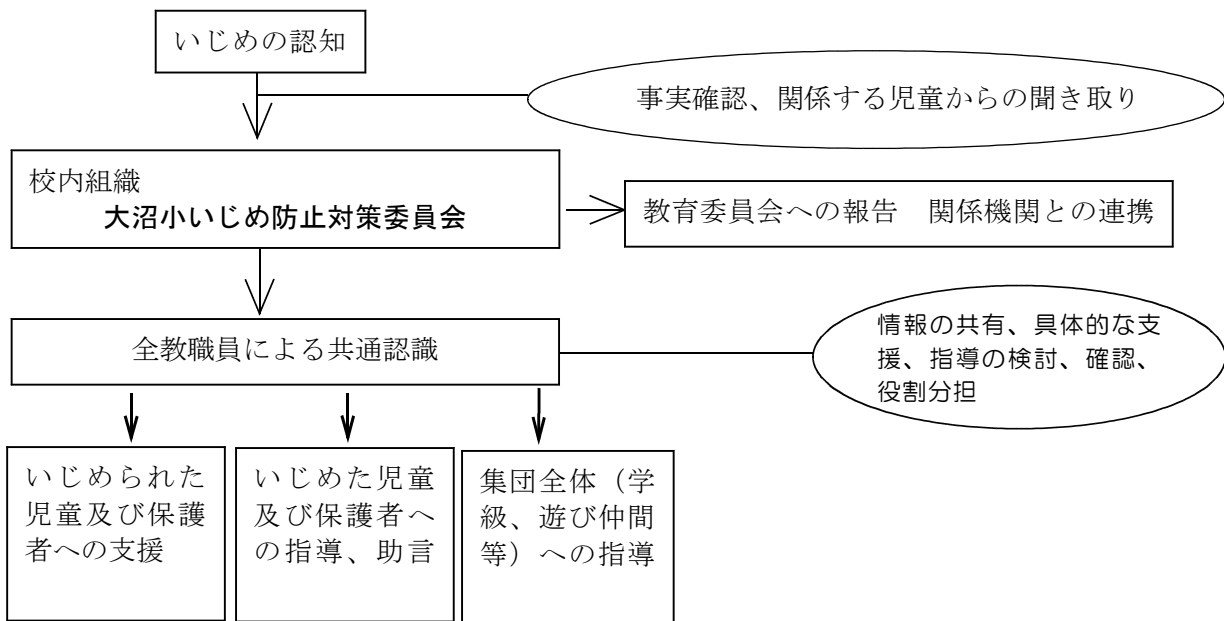 いじめの認知
事実確認、関係する児童からの聞き取り
校内組織
大沼小いじめ防止対策委員会
教育委員会への報告　関係機関との連携
全教職員による共通認識
情報の共有、具体的な支
援、指導の検討、確認、
役割分担
いじめられた
児童及び保護
者への支援
いじめた児童
及び保護者へ
の指導、助言
集団全体（学
級、遊び仲間
等）への指導